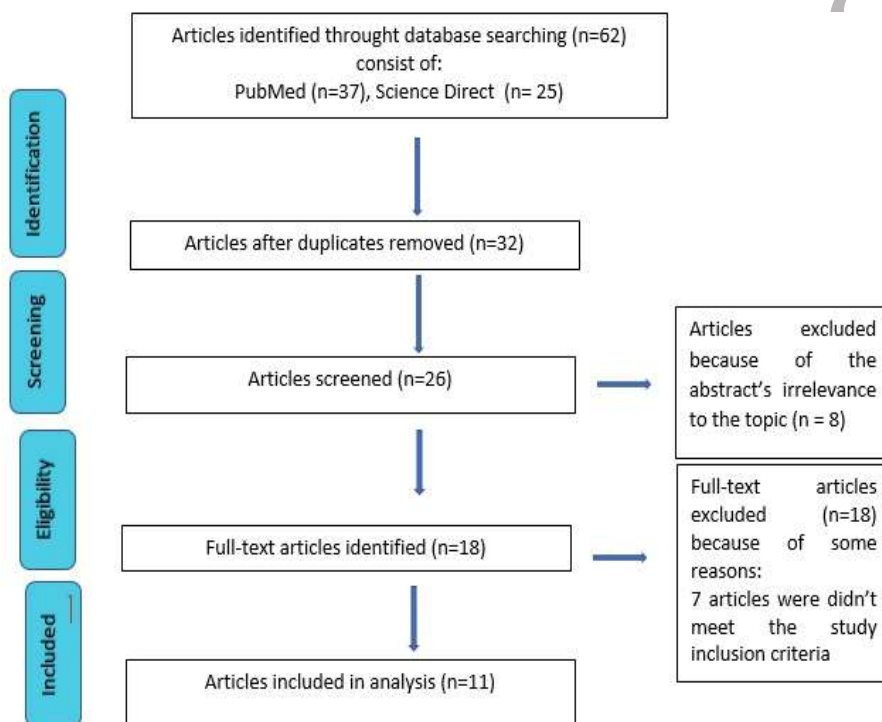 Articles identified throught database searching (n=62)
consist of:
PubMed (n=37), Science Direct (n= 25)
Identification
Articles after duplicates removed (n=32)
Screening
Articles screened (n=26)
Articles excluded
because of the
abstract's irrelevance
to the topic (n = 8)
Eligibility
Full-text articles identified (n=18)
Full-text articles
excluded (n=18)
because of some
reasons:
7 articles were didn't
meet the study
inclusion criteria
Included
Articles included in analysis (n=11)